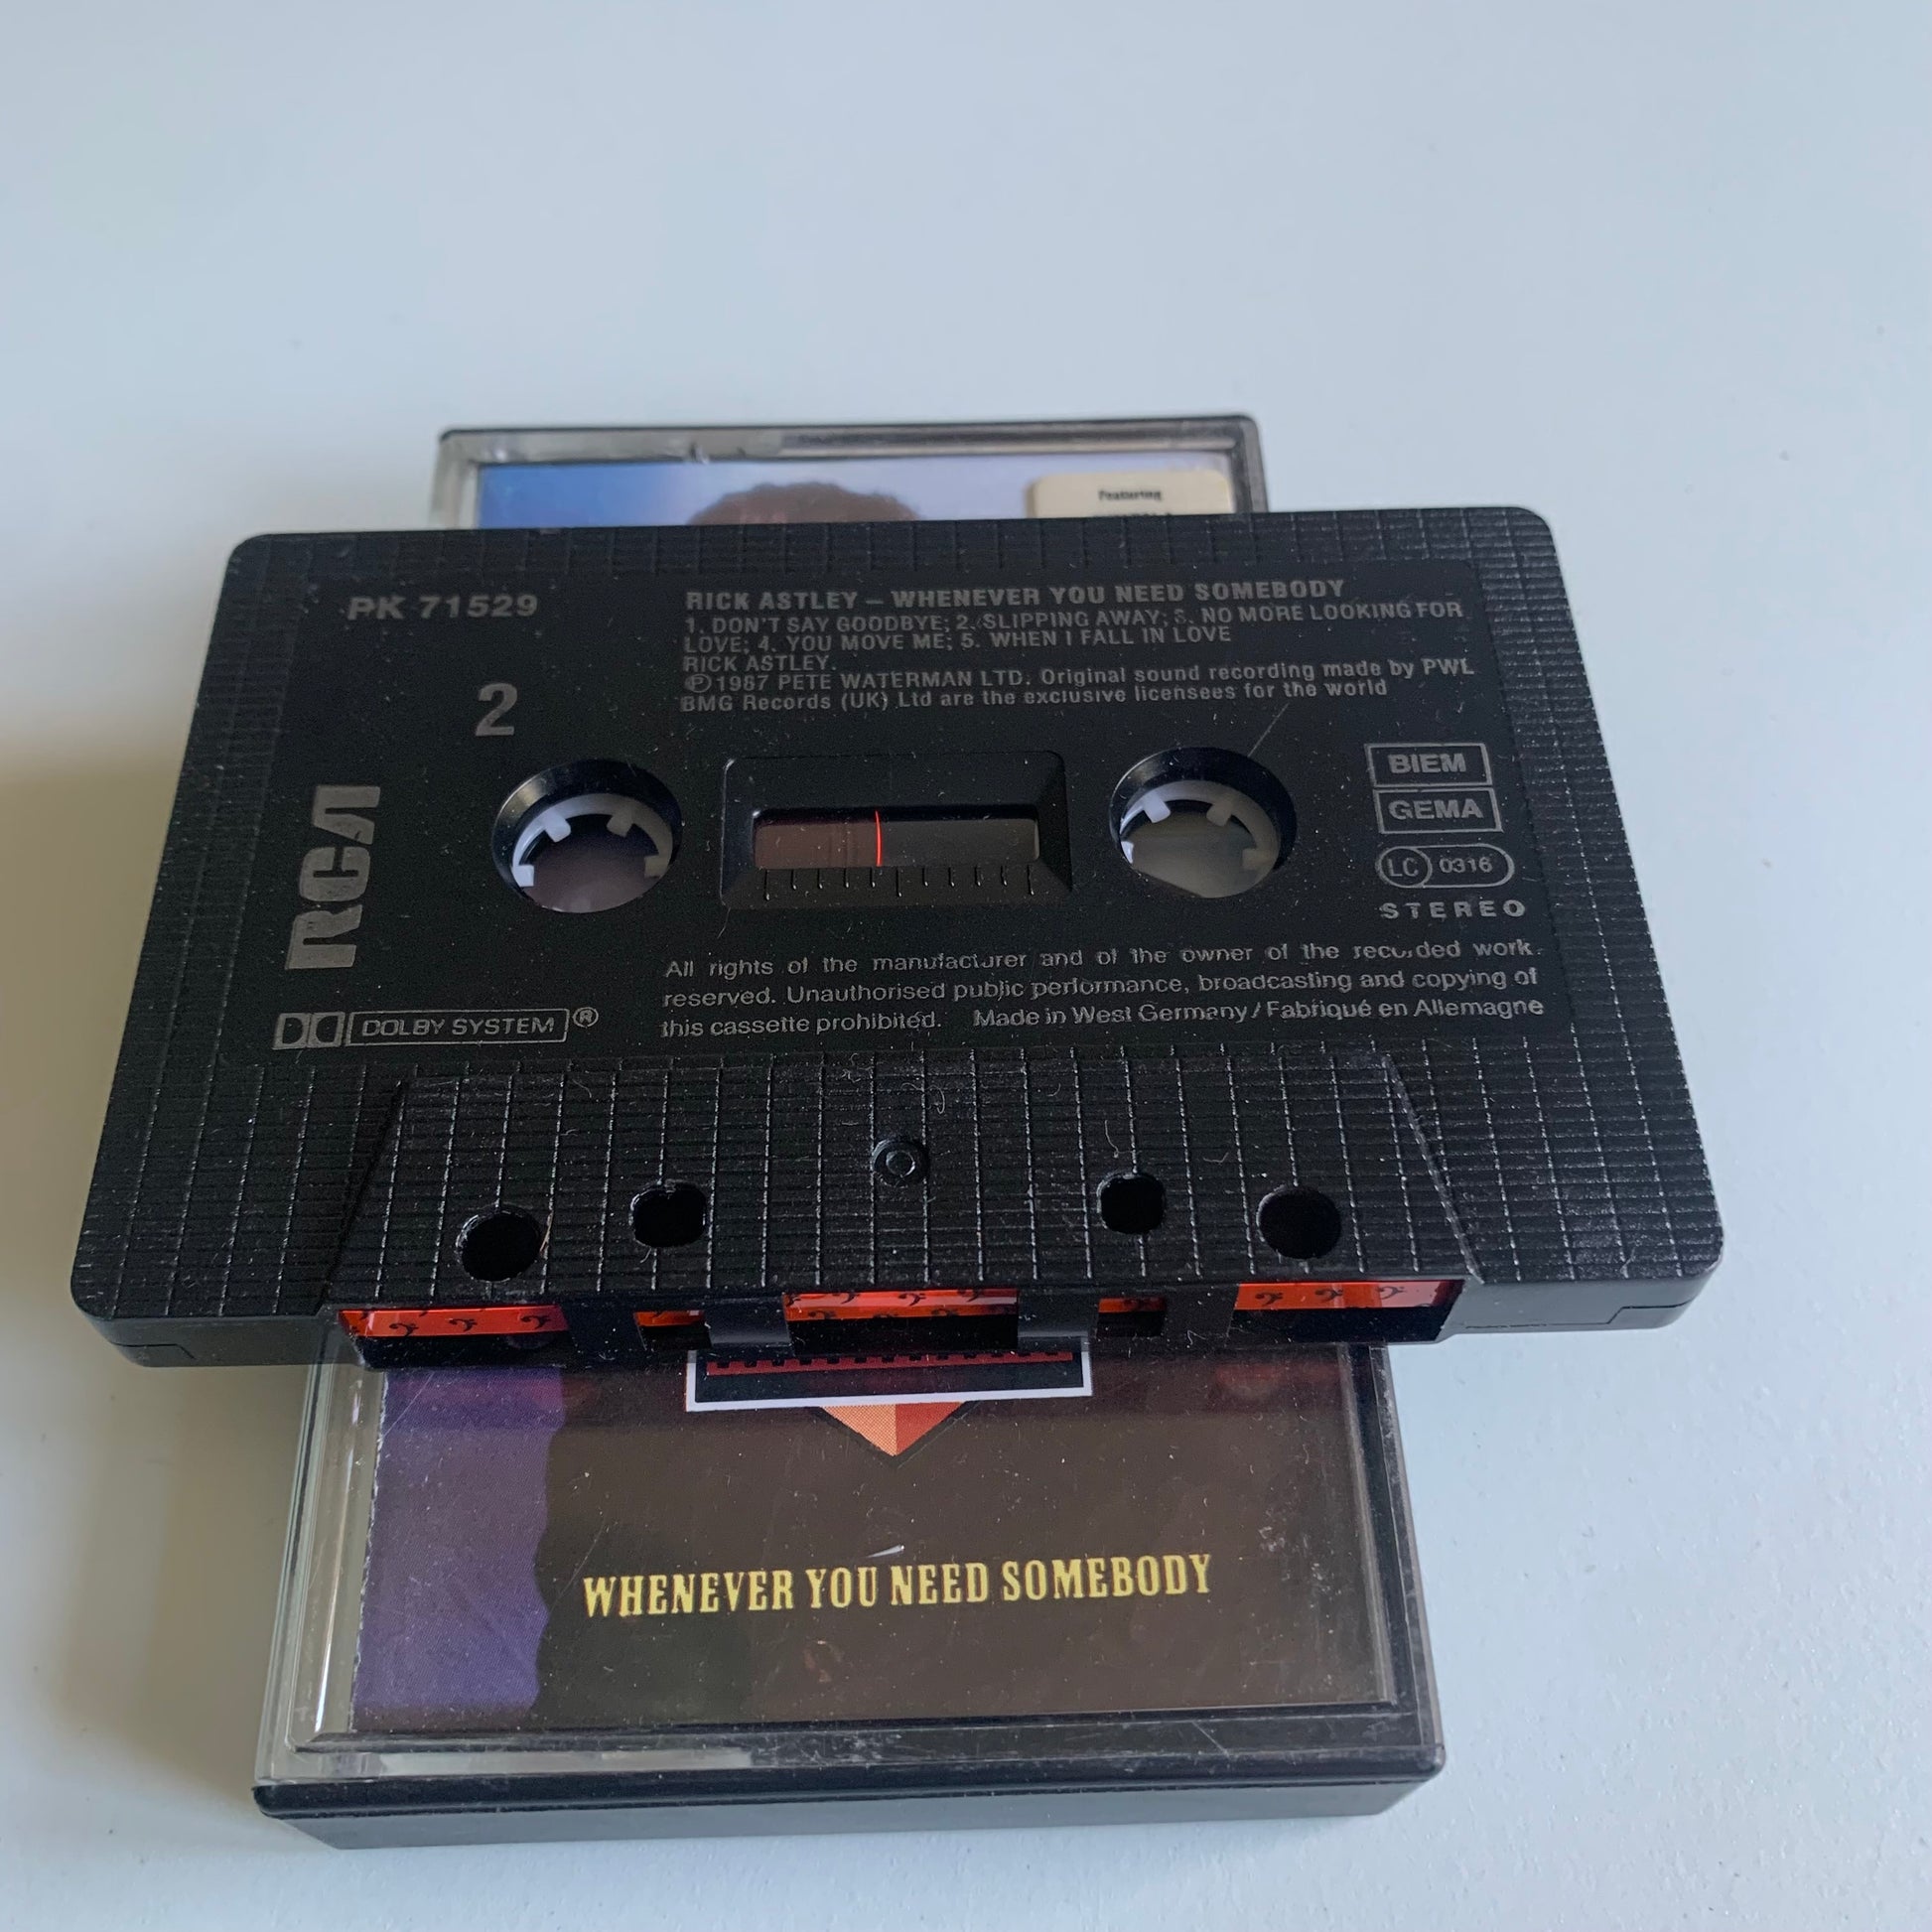 Featuring
PK 71529
RICK ASTLEY – WHENEVER YOU NEED SOMEBODY
1. DON'T SAY GOODBYE; 2. SLIPPING AWAY; 3. NO MORE LOOKING FOR
LOVE; 4. YOU MOVE ME; 5. WHEN I FALL IN LOVE
RICK ASTLEY.
Ⓟ 1987 PETE WATERMAN LTD. Original sound recording made by PWL
BMG Records (UK) Ltd are the exclusive licensees for the world
2
RCA
BIEM
GEMA
LC 0316
STEREO
All rights of the manufacturer and of the owner of the recorded work
reserved. Unauthorised public performance, broadcasting and copying of
this cassette prohibited. Made in West Germany / Fabriqué en Allemagne
DOLBY SYSTEM ®
WHENEVER YOU NEED SOMEBODY